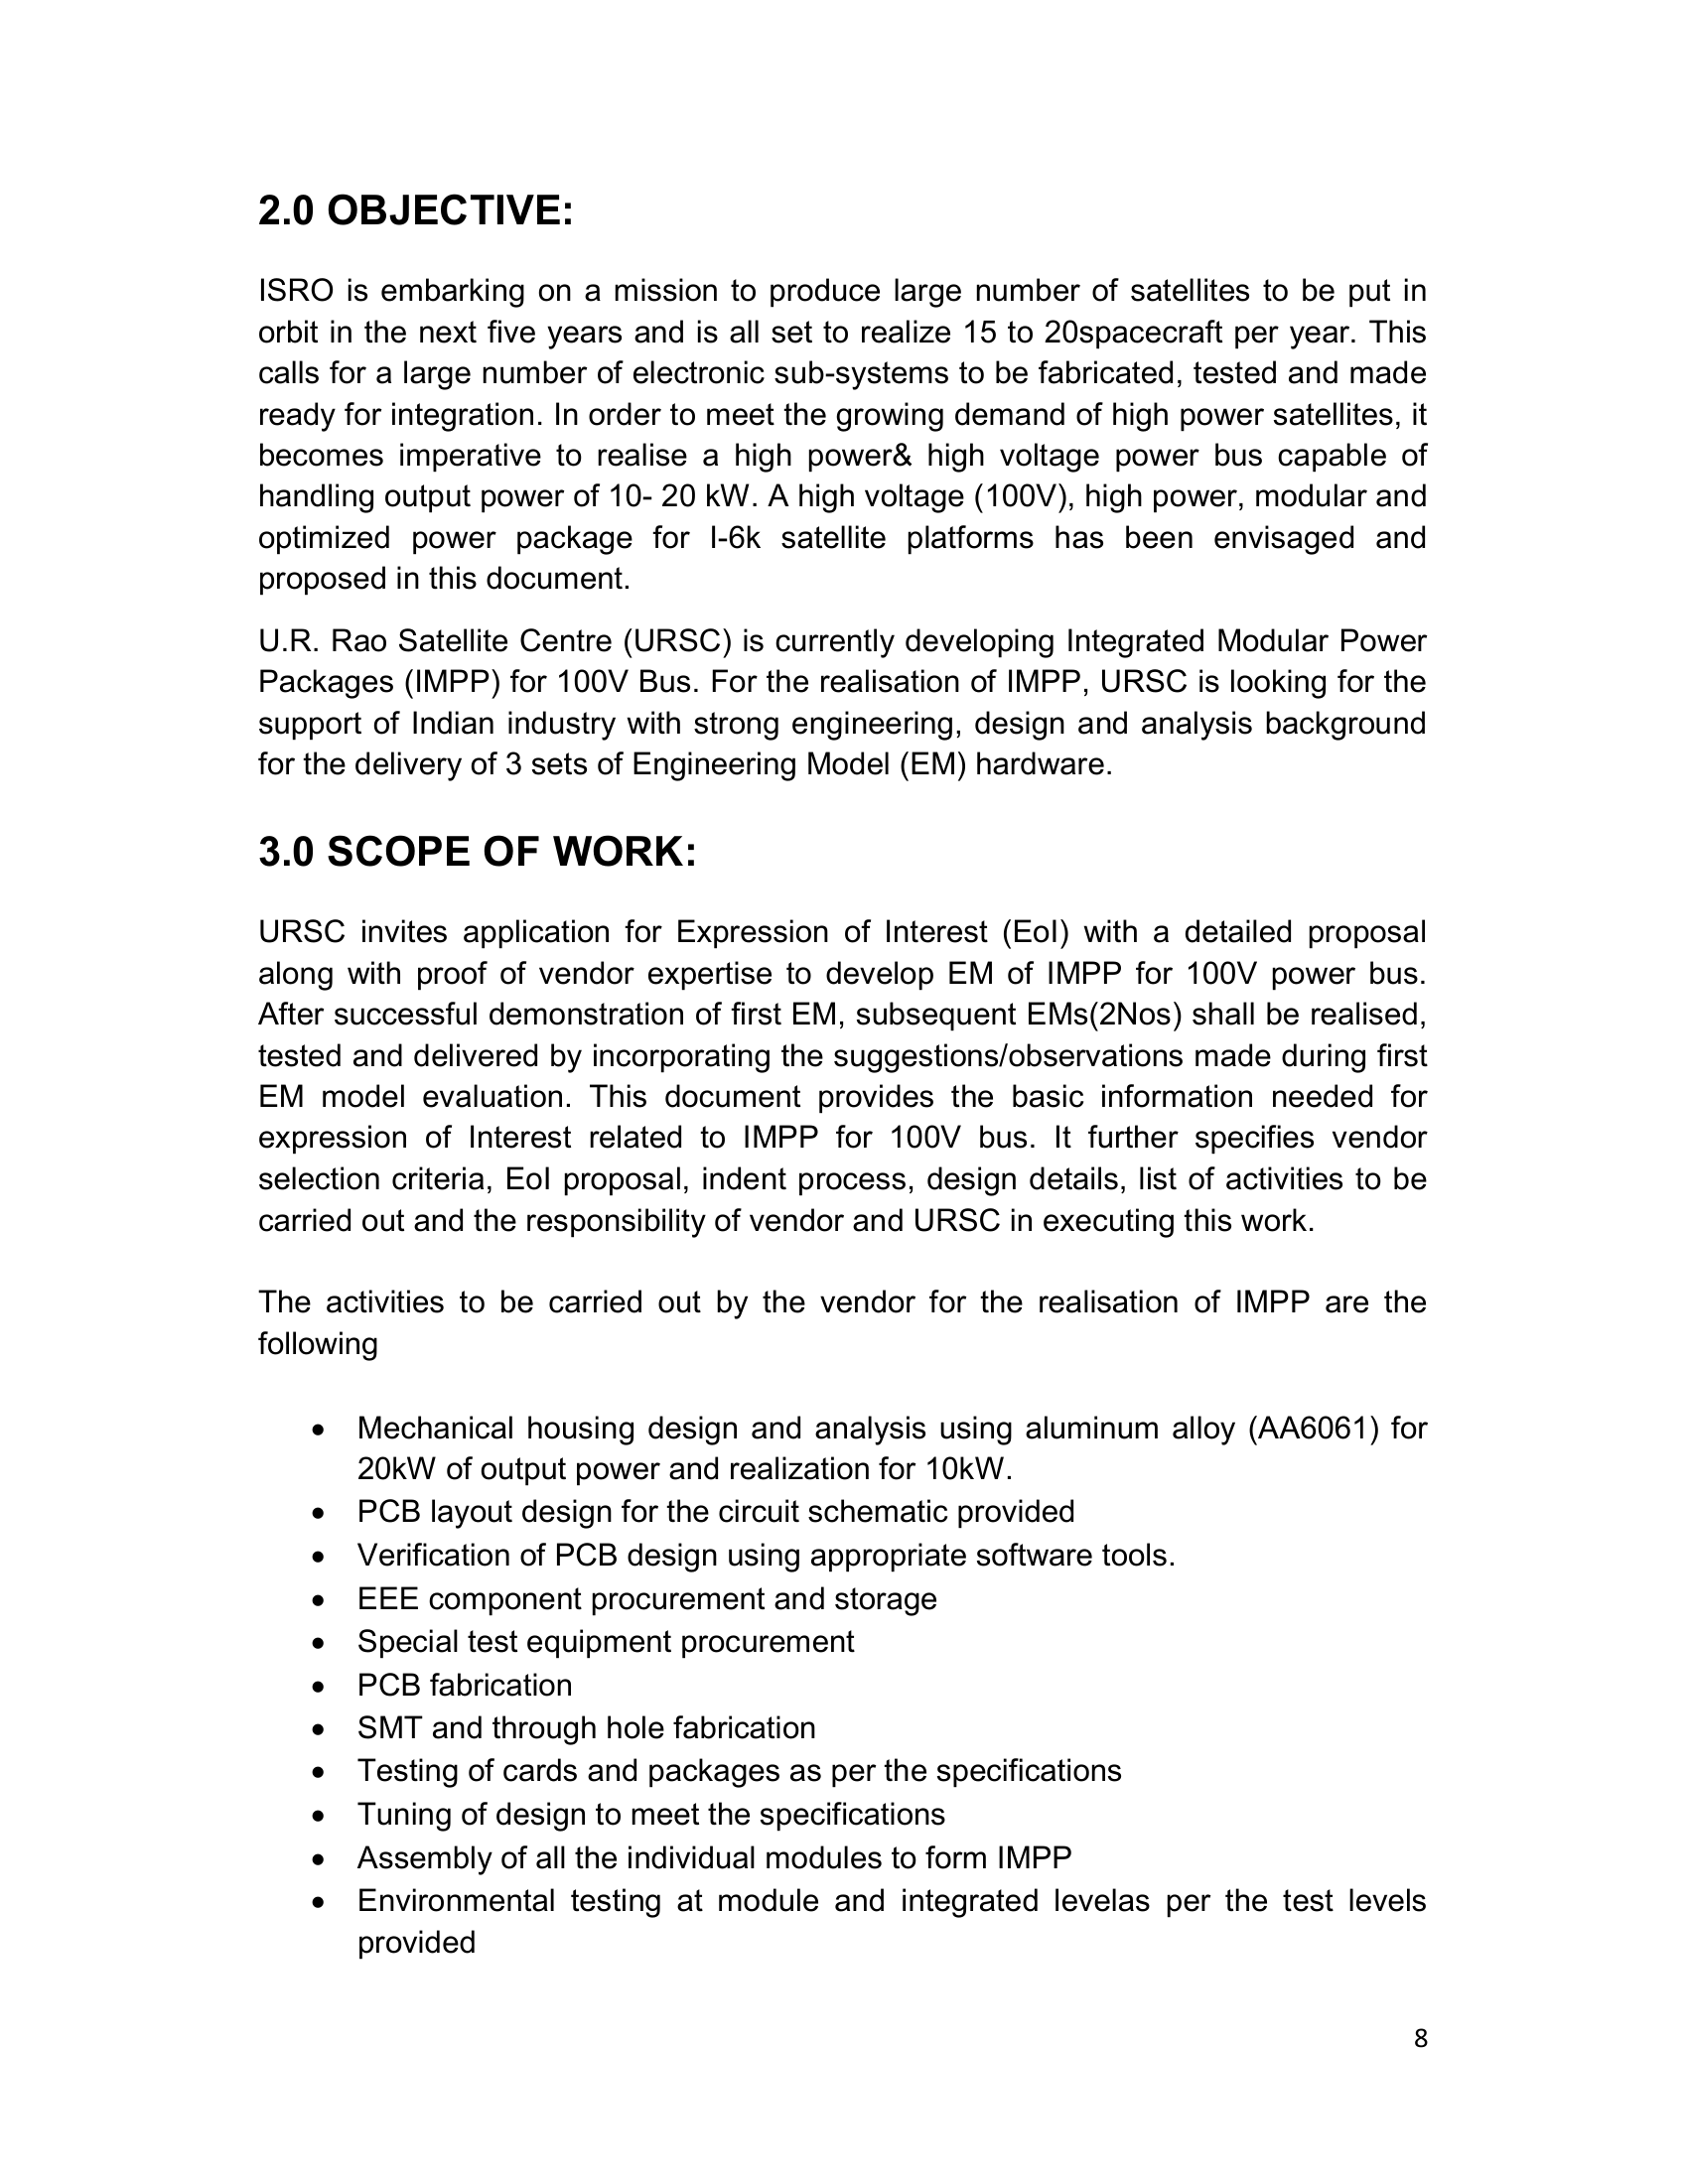 2.0 OBJECTIVE:
ISRO is embarking on a mission to produce large number of satellites to be put in
orbit in the next five years and is all set to realize 15 to 20spacecraft per year. This
calls for a large number of electronic sub-systems to be fabricated, tested and made
ready for integration. In order to meet the growing demand of high power satellites, it
becomes imperative to realise a high power& high voltage power bus capable of
handling output power of 10- 20 kW. A high voltage (100V), high power, modular and
optimized power package for I-6k satellite platforms has been envisaged and
proposed in this document.
U.R. Rao Satellite Centre (URSC) is currently developing Integrated Modular Power
Packages (IMPP) for 100V Bus. For the realisation of IMPP, URSC is looking for the
support of Indian industry with strong engineering, design and analysis background
for the delivery of 3 sets of Engineering Model (EM) hardware.
3.0 SCOPE OF WORK:
URSC invites application for Expression of Interest (EoI) with a detailed proposal
along with proof of vendor expertise to develop EM of IMPP for 100V power bus.
After successful demonstration of first EM, subsequent EMs(2Nos) shall be realised,
tested and delivered by incorporating the suggestions/observations made during first
EM model evaluation. This document provides the basic information needed for
expression of Interest related to IMPP for 100V bus. It further specifies vendor
selection criteria, EoI proposal, indent process, design details, list of activities to be
carried out and the responsibility of vendor and URSC in executing this work.
The activities to be carried out by the vendor for the realisation of IMPP are the
following
• Mechanical housing design and analysis using aluminum alloy (AA6061) for
20kW of output power and realization for 10kW.
• PCB layout design for the circuit schematic provided
• Verification of PCB design using appropriate software tools.
• EEE component procurement and storage
• Special test equipment procurement
• PCB fabrication
• SMT and through hole fabrication
• Testing of cards and packages as per the specifications
• Tuning of design to meet the specifications
• Assembly of all the individual modules to form IMPP
• Environmental testing at module and integrated levelas per the test levels
provided
8